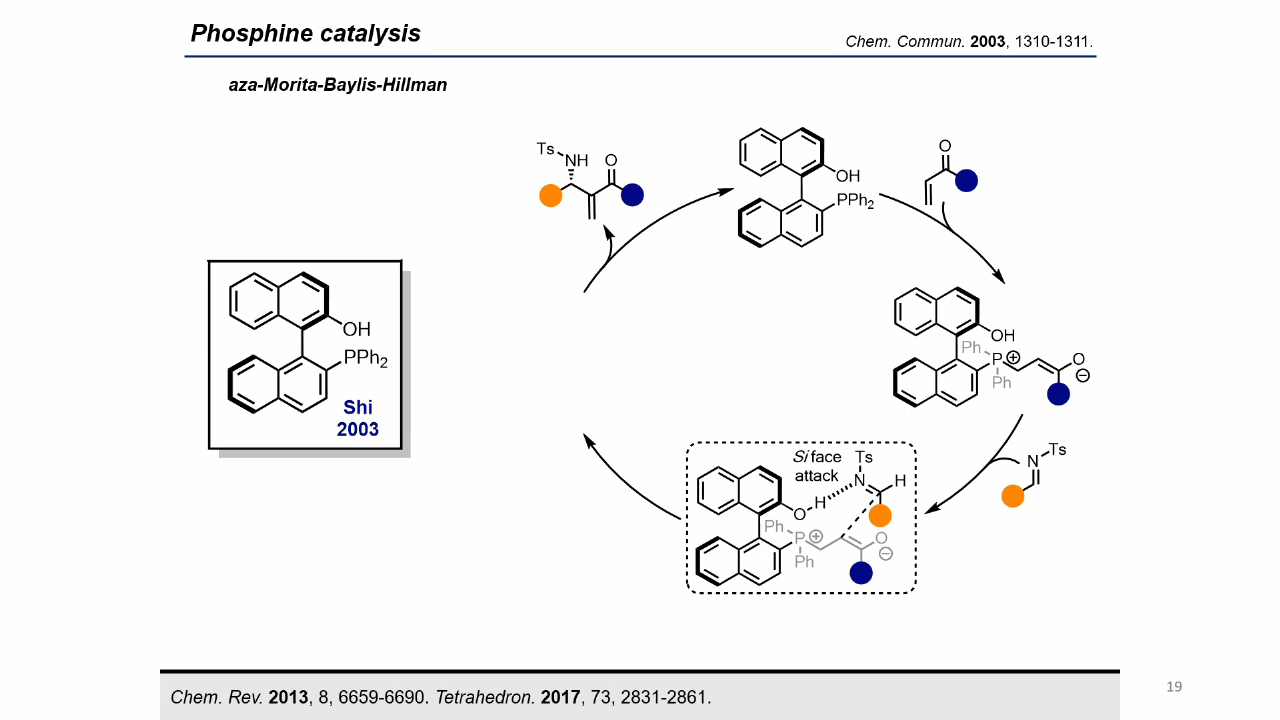 Phosphine catalysis
Chem. Commun. 2003, 1310-1311.
aza-Morita-Baylis-Hillman
Ts
NH
O
OH
PPh2
O
OH
PPh2
Shi
2003
OH
Ph
P⊕
Ph
O
⊖
Si face
attack
Ts
N
H
H
O
Ph
P⊕
Ph
O
⊖
N
Ts
Chem. Rev. 2013, 8, 6659-6690. Tetrahedron. 2017, 73, 2831-2861.
19